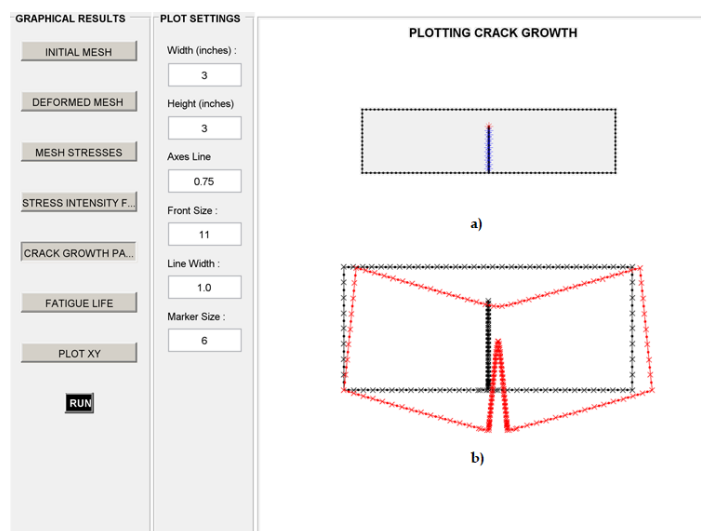 GRAPHICAL RESULTS
INITIAL MESH
DEFORMED MESH
MESH STRESSES
STRESS INTENSITY F...
CRACK GROWTH PA...
FATIGUE LIFE
PLOT XY
RUN
PLOT SETTINGS
Width (inches) :
3
Height (inches)
3
Axes Line
0.75
Front Size :
11
Line Width :
1.0
Marker Size :
6
PLOTTING CRACK GROWTH
a)
b)